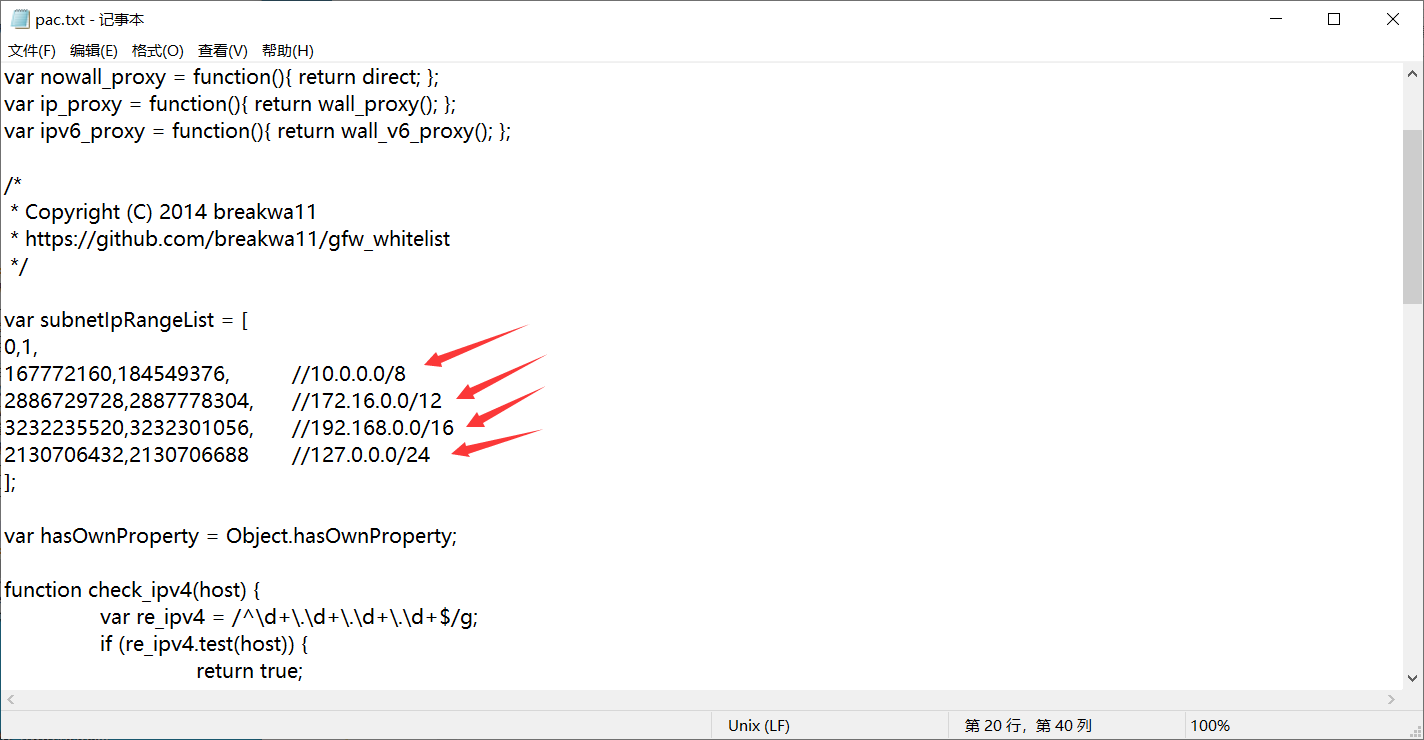 pac.txt - 记事本
文件(F) 编辑(E) 格式(O) 查看(V) 帮助(H)
var nowall_proxy = function(){ return direct; };
var ip_proxy = function(){ return wall_proxy(); };
var ipv6_proxy = function(){ return wall_v6_proxy(); };
/*
 * Copyright (C) 2014 breakwa11
 * https://github.com/breakwa11/gfw_whitelist
 */
var subnetIpRangeList = [
0,1,
167772160,184549376, //10.0.0.0/8
2886729728,2887778304, //172.16.0.0/12
3232235520,3232301056, //192.168.0.0/16
2130706432,2130706688 //127.0.0.0/24
];
var hasOwnProperty = Object.hasOwnProperty;
function check_ipv4(host) {
var re_ipv4 = /^\d+\.\d+\.\d+\.\d+$/g;
if (re_ipv4.test(host)) {
return true;
Unix (LF) 第 20 行，第 40 列 100%